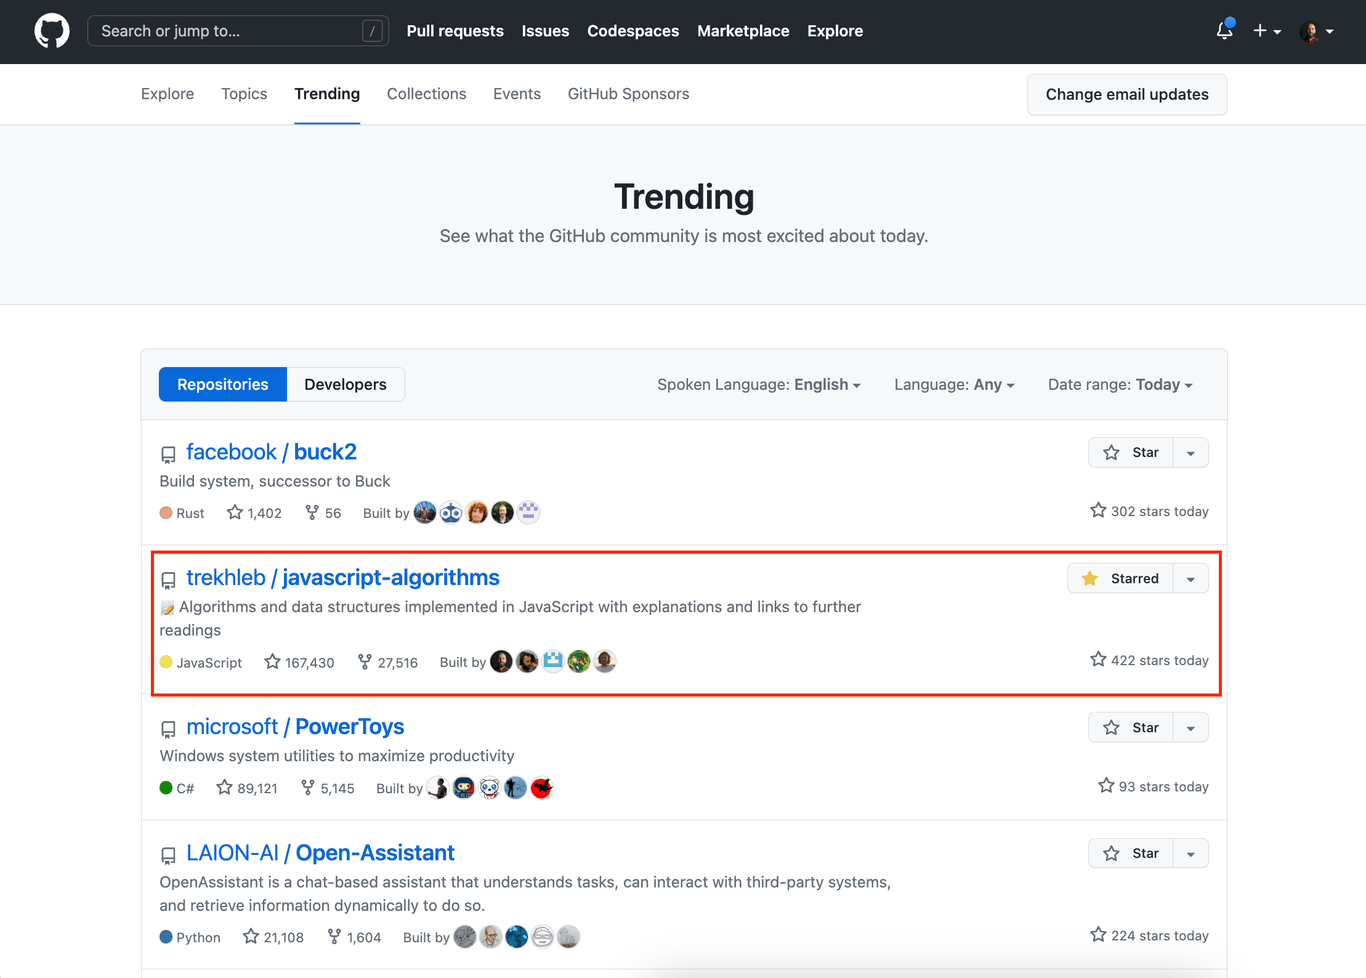 Search or jump to... /
Pull requests Issues Codespaces Marketplace Explore
Explore Topics Trending Collections Events GitHub Sponsors
Change email updates
Trending
See what the GitHub community is most excited about today.
Repositories Developers
Spoken Language: English Language: Any Date range: Today
facebook / buck2
Star
Build system, successor to Buck
Rust 1,402 56 Built by
302 stars today
trekhleb / javascript-algorithms
Starred
📝 Algorithms and data structures implemented in JavaScript with explanations and links to further
readings
JavaScript 167,430 27,516 Built by
422 stars today
microsoft / PowerToys
Star
Windows system utilities to maximize productivity
C# 89,121 5,145 Built by
93 stars today
LAION-AI / Open-Assistant
Star
OpenAssistant is a chat-based assistant that understands tasks, can interact with third-party systems,
and retrieve information dynamically to do so.
Python 21,108 1,604 Built by
224 stars today